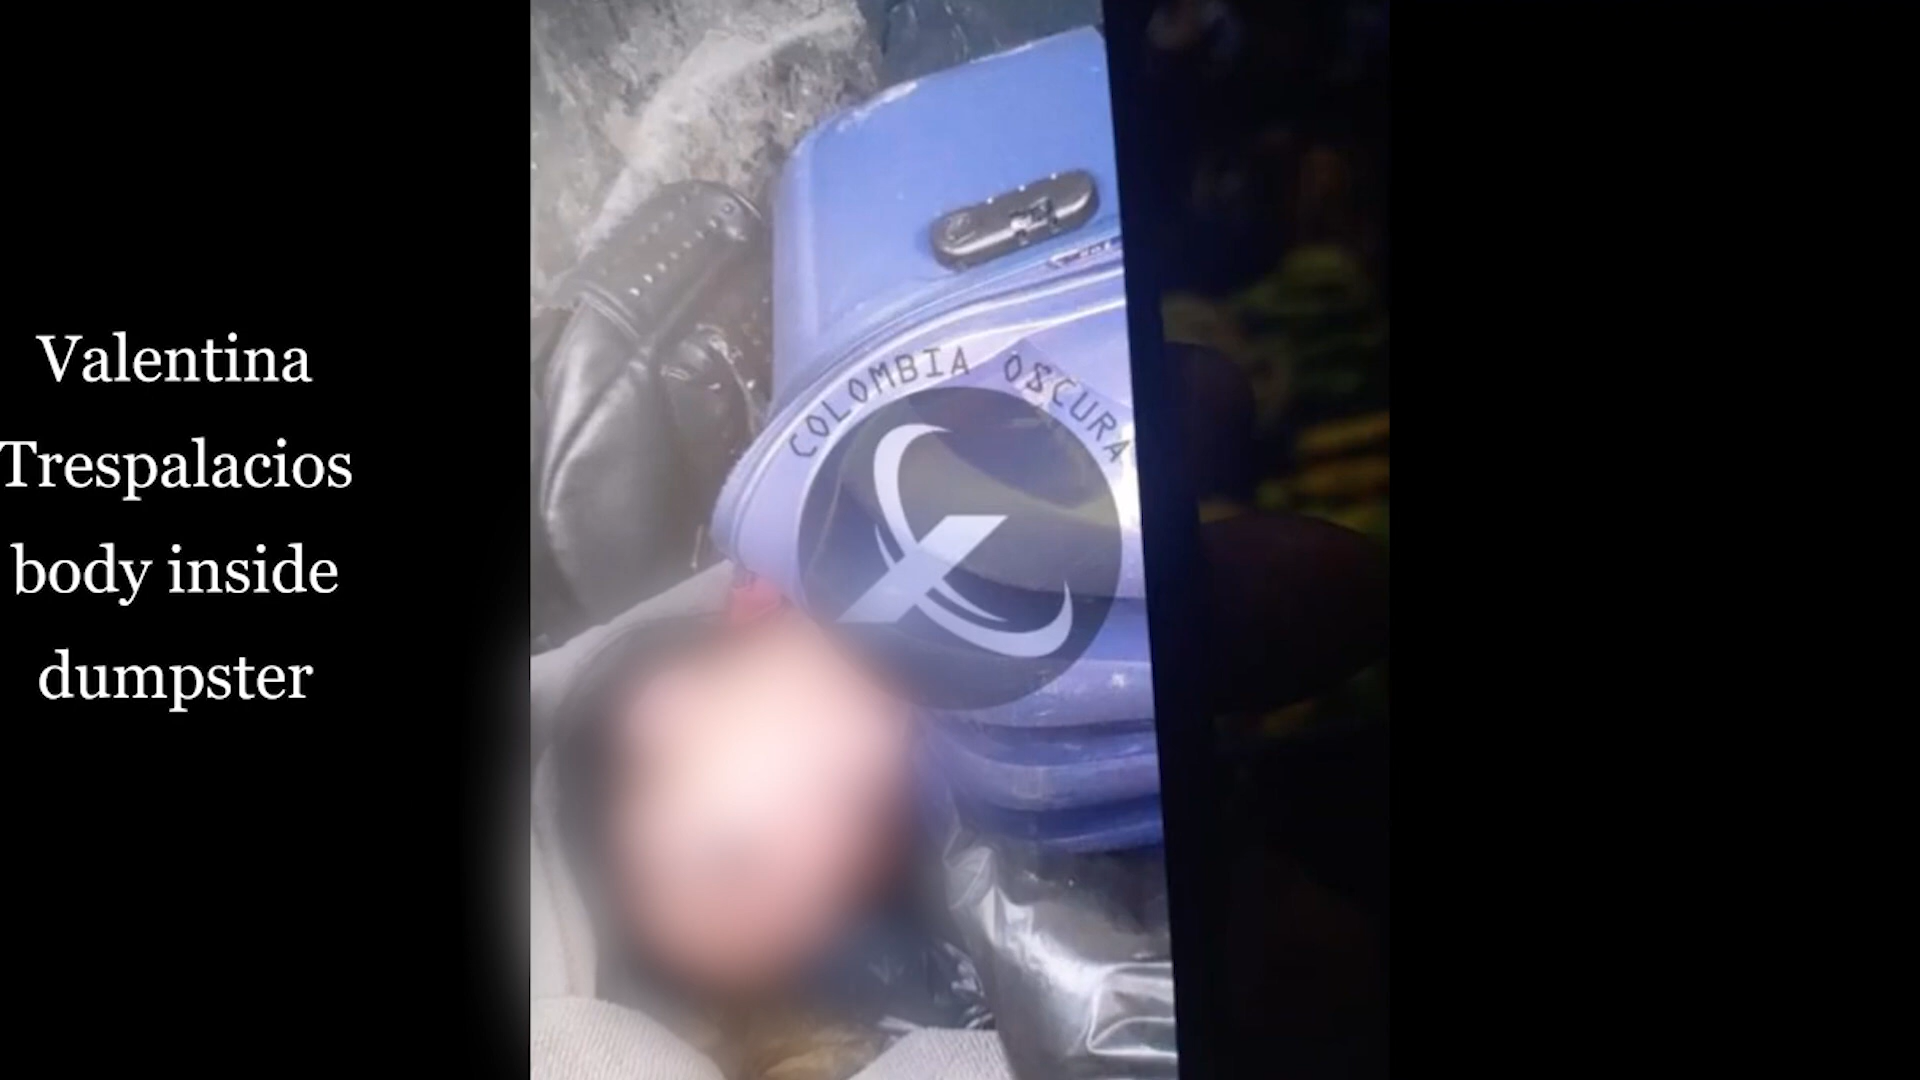 Valentina
Trespalacios
body inside
dumpster
COLOMBIA OSCURA